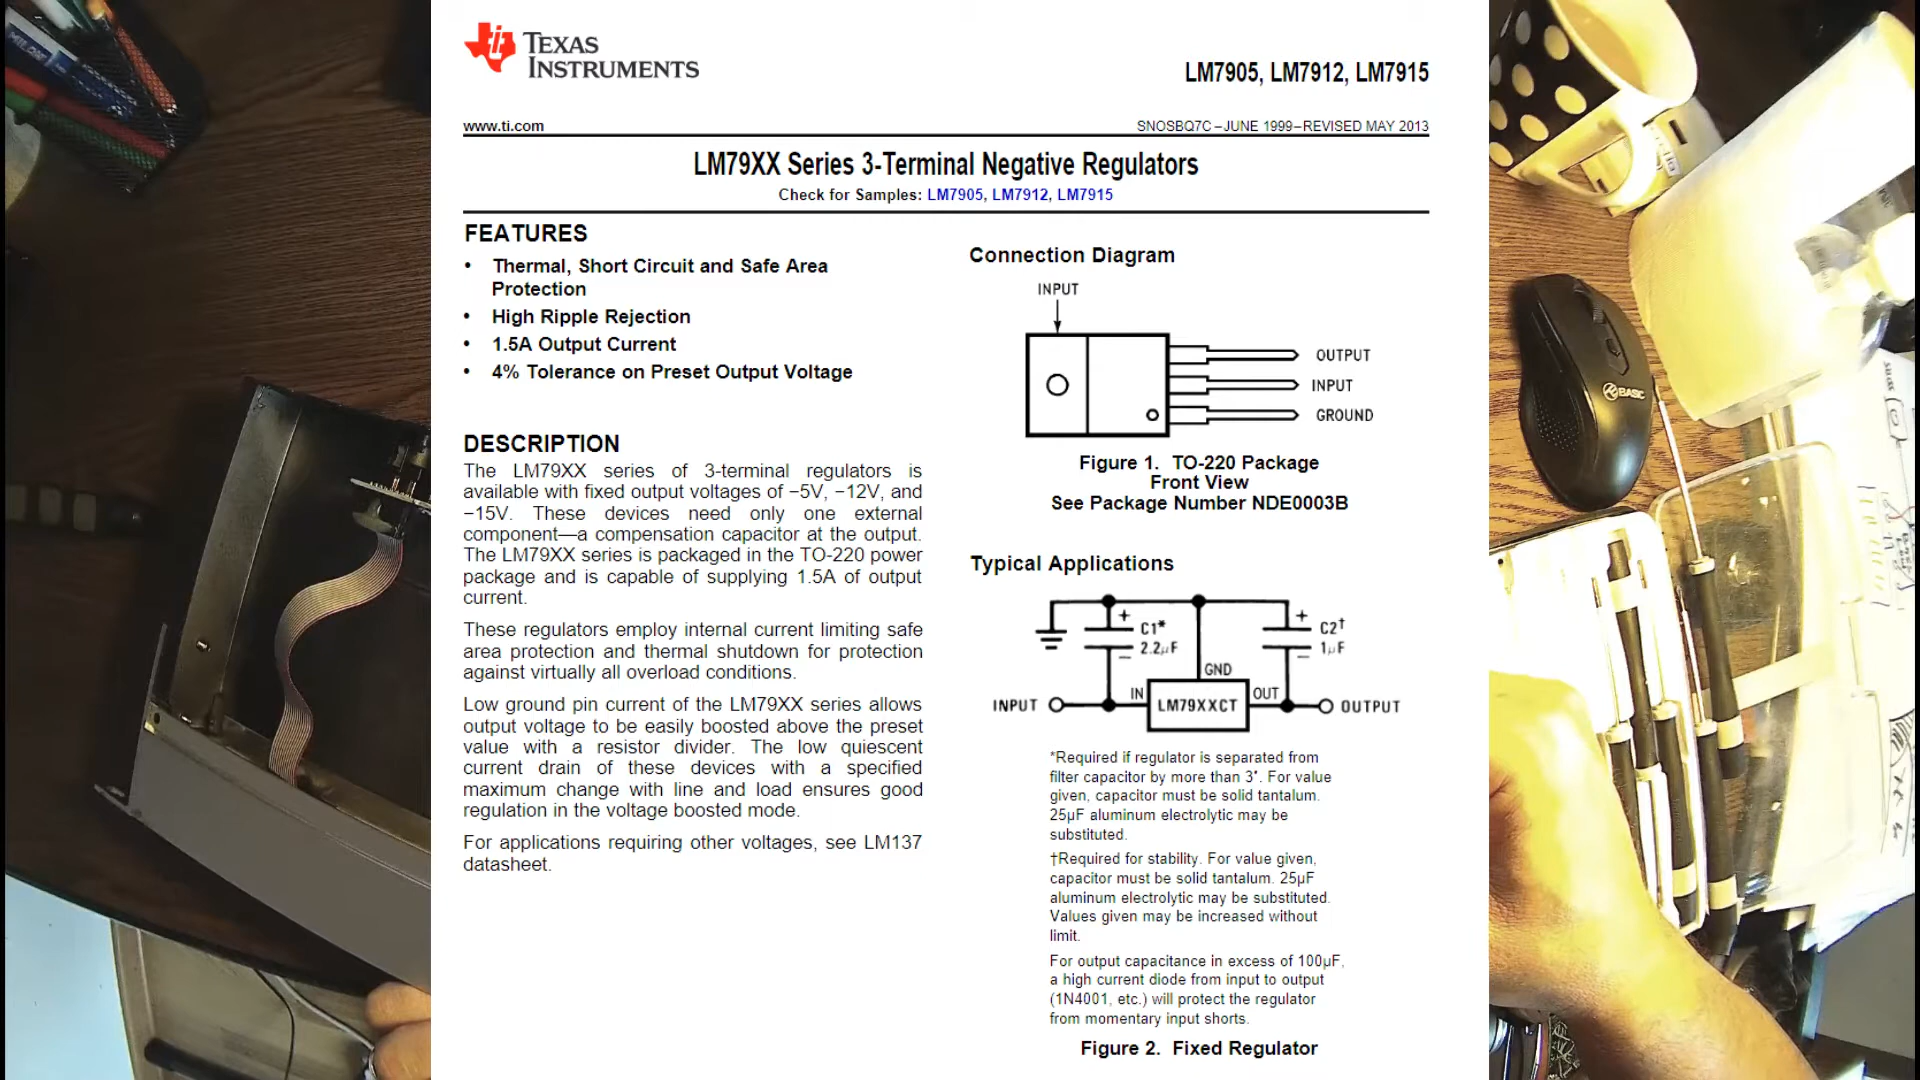 TEXAS
INSTRUMENTS
LM7905, LM7912, LM7915
www.ti.com
SNOSBQ7C –JUNE 1999–REVISED MAY 2013
LM79XX Series 3-Terminal Negative Regulators
Check for Samples: LM7905, LM7912, LM7915
FEATURES
• Thermal, Short Circuit and Safe Area
Protection
• High Ripple Rejection
• 1.5A Output Current
• 4% Tolerance on Preset Output Voltage
DESCRIPTION
The LM79XX series of 3-terminal regulators is
available with fixed output voltages of −5V, −12V, and
−15V. These devices need only one external
component—a compensation capacitor at the output.
The LM79XX series is packaged in the TO-220 power
package and is capable of supplying 1.5A of output
current.
These regulators employ internal current limiting safe
area protection and thermal shutdown for protection
against virtually all overload conditions.
Low ground pin current of the LM79XX series allows
output voltage to be easily boosted above the preset
value with a resistor divider. The low quiescent
current drain of these devices with a specified
maximum change with line and load ensures good
regulation in the voltage boosted mode.
For applications requiring other voltages, see LM137
datasheet.
Connection Diagram
INPUT
OUTPUT
INPUT
GROUND
Figure 1. TO-220 Package
Front View
See Package Number NDE0003B
Typical Applications
+ C1*
− 2.2µF
+ C2†
− 1µF
GND
INPUT IN LM79XXCT OUT OUTPUT
*Required if regulator is separated from
filter capacitor by more than 3". For value
given, capacitor must be solid tantalum.
25µF aluminum electrolytic may be
substituted.
†Required for stability. For value given,
capacitor must be solid tantalum. 25µF
aluminum electrolytic may be substituted.
Values given may be increased without
limit.
For output capacitance in excess of 100µF,
a high current diode from input to output
(1N4001, etc.) will protect the regulator
from momentary input shorts.
Figure 2. Fixed Regulator
BASIC